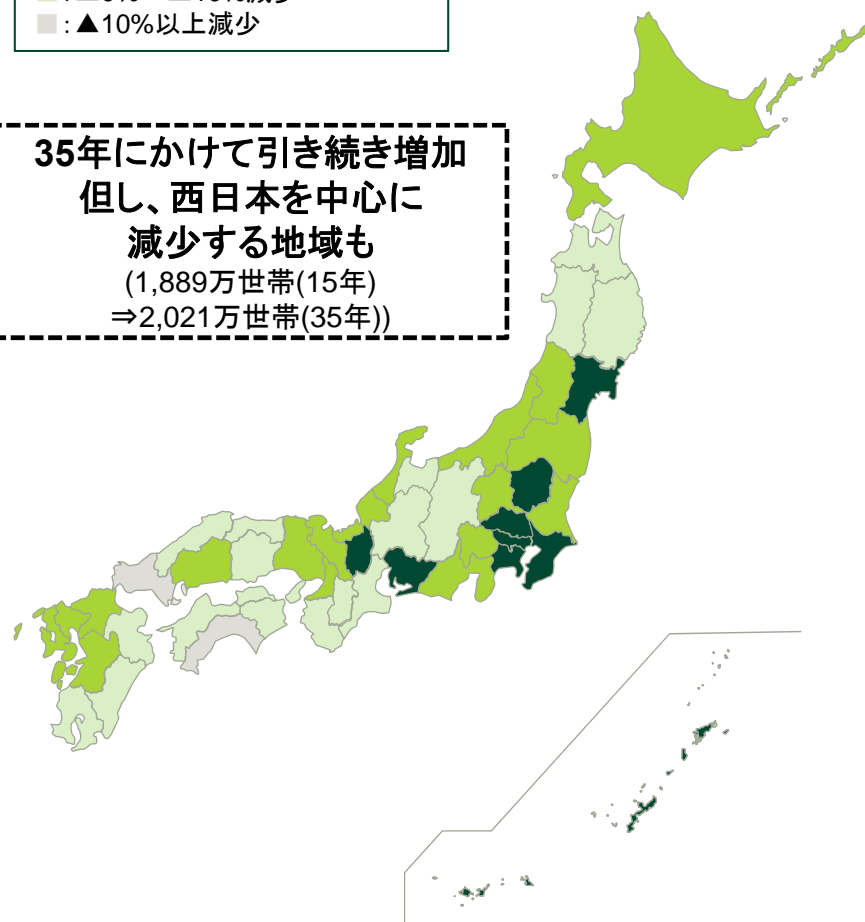 ■：▲10%以上減少
35年にかけて引き続き増加
但し、西日本を中心に
減少する地域も
(1,889万世帯(15年)
⇒2,021万世帯(35年))